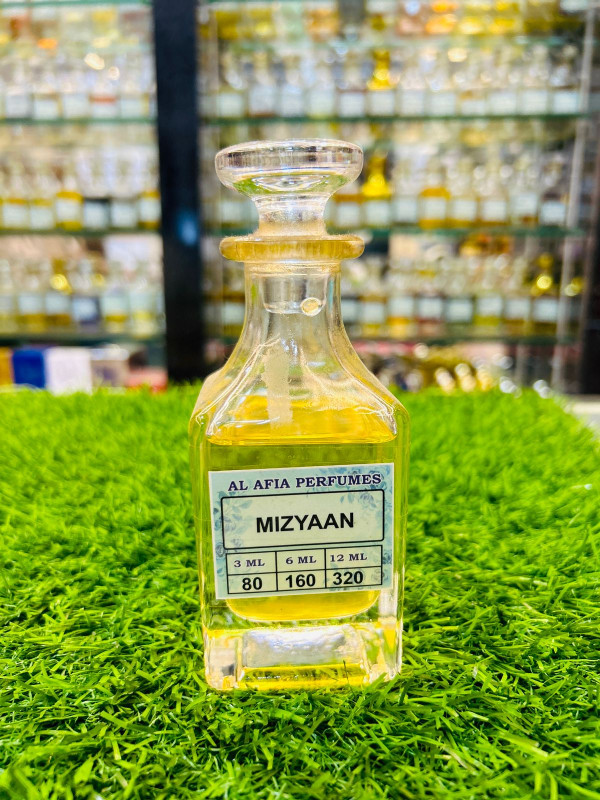 AL AFIA PERFUMES
MIZYAAN
3 ML 6 ML 12 ML
80 160 320